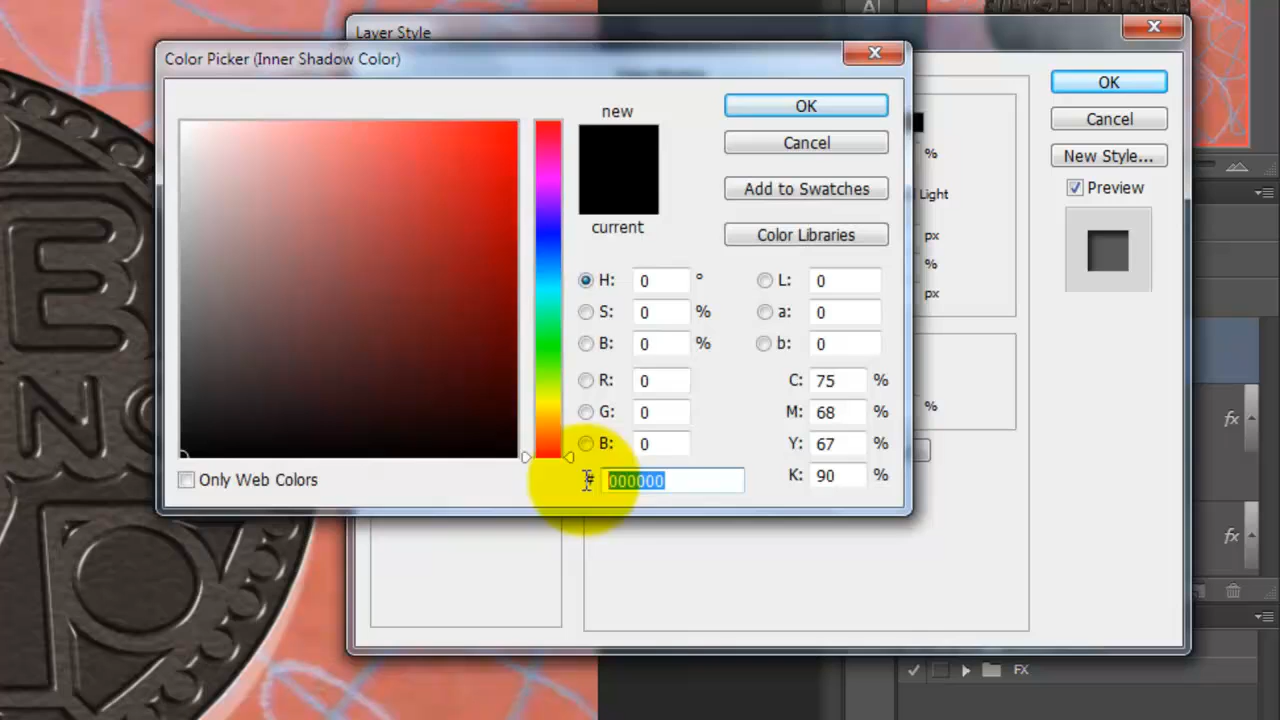 Layer Style
Color Picker (Inner Shadow Color)
new
current
OK
Cancel
Add to Swatches
Color Libraries
H: 0 °
S: 0 %
B: 0 %
R: 0
G: 0
B: 0
# 000000
L: 0
a: 0
b: 0
C: 75 %
M: 68 %
Y: 67 %
K: 90 %
Only Web Colors
OK
Cancel
New Style...
Preview
%
Light
px
%
px
%
A
fx
fx
FX